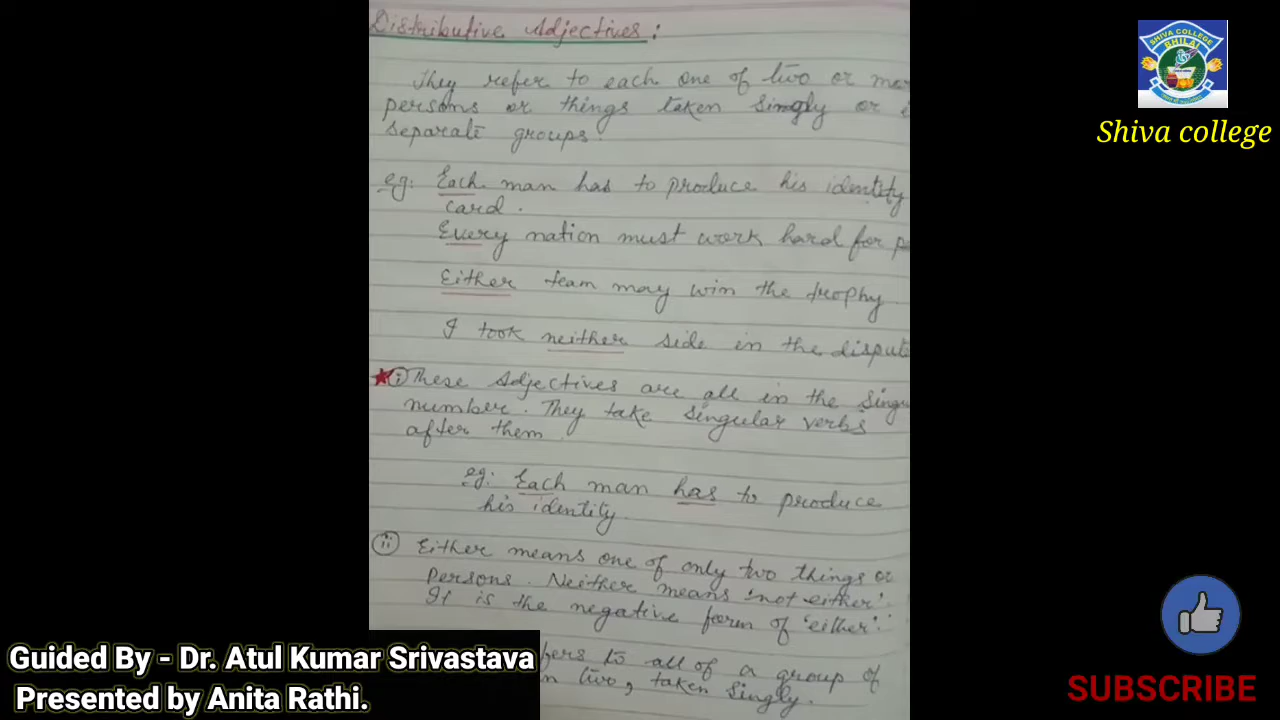 Distributive Adjectives:
They refer to each one of two or
persons or things taken singly or
separate groups.
eg: Each man has to produce his identity
card.
Every nation must work hard for
Either team may win the trophy
I took neither side in the dispute
i These Adjectives are all in the
number. They take singular verbs
after them
eg: Each man has to produce
his identity
ii Either means one of only two things or
persons. Neither means 'not either'.
It is the negative form of 'either'.
to all of a group of
two, taken singly.
SHIVA COLLEGE
BHILAI
Shiva college
Guided By - Dr. Atul Kumar Srivastava
Presented by Anita Rathi.
SUBSCRIBE